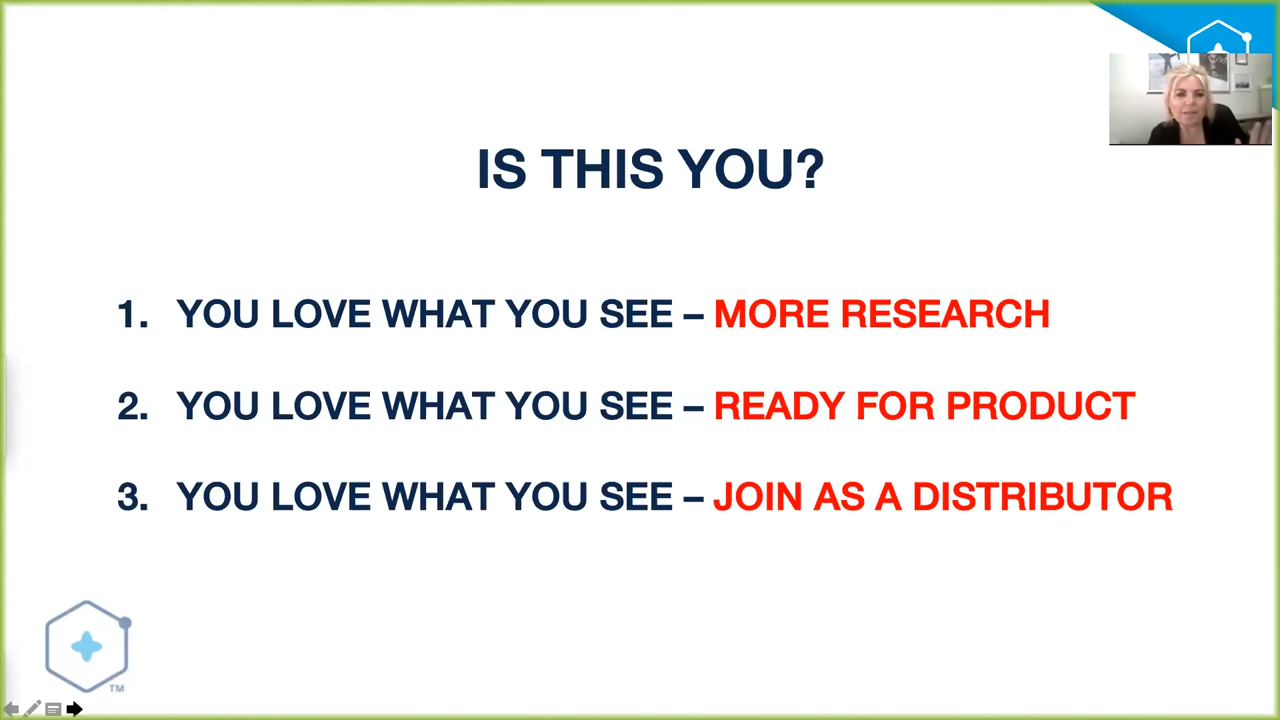 IS THIS YOU?
1. YOU LOVE WHAT YOU SEE – MORE RESEARCH
2. YOU LOVE WHAT YOU SEE – READY FOR PRODUCT
3. YOU LOVE WHAT YOU SEE – JOIN AS A DISTRIBUTOR
TM